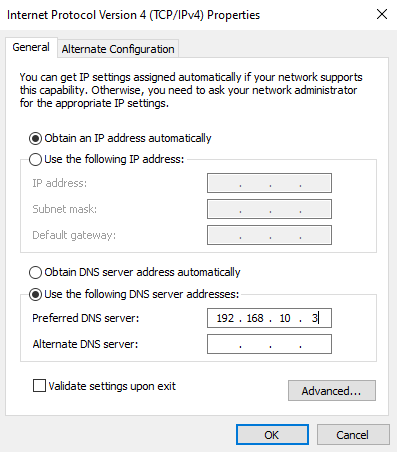 Internet Protocol Version 4 (TCP/IPv4) Properties
General Alternate Configuration
You can get IP settings assigned automatically if your network supports
this capability. Otherwise, you need to ask your network administrator
for the appropriate IP settings.
Obtain an IP address automatically
Use the following IP address:
IP address: . . .
Subnet mask: . . .
Default gateway: . . .
Obtain DNS server address automatically
Use the following DNS server addresses:
Preferred DNS server: 192 . 168 . 10 . 3
Alternate DNS server: . . .
Validate settings upon exit
Advanced...
OK Cancel